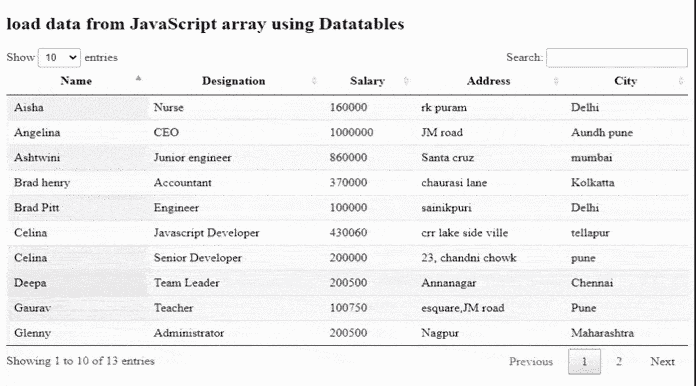 load data from JavaScript array using Datatables
Show 10 entries Search:
Name Designation Salary Address City
Aisha Nurse 160000 rk puram Delhi
Angelina CEO 1000000 JM road Aundh pune
Ashtwini Junior engineer 860000 Santa cruz mumbai
Brad henry Accountant 370000 chaurasi lane Kolkatta
Brad Pitt Engineer 100000 sainikpuri Delhi
Celina Javascript Developer 430060 crr lake side ville tellapur
Celina Senior Developer 200000 23, chandni chowk pune
Deepa Team Leader 200500 Annanagar Chennai
Gaurav Teacher 100750 esquare,JM road Pune
Glenny Administrator 200500 Nagpur Maharashtra
Showing 1 to 10 of 13 entries Previous 1 2 Next